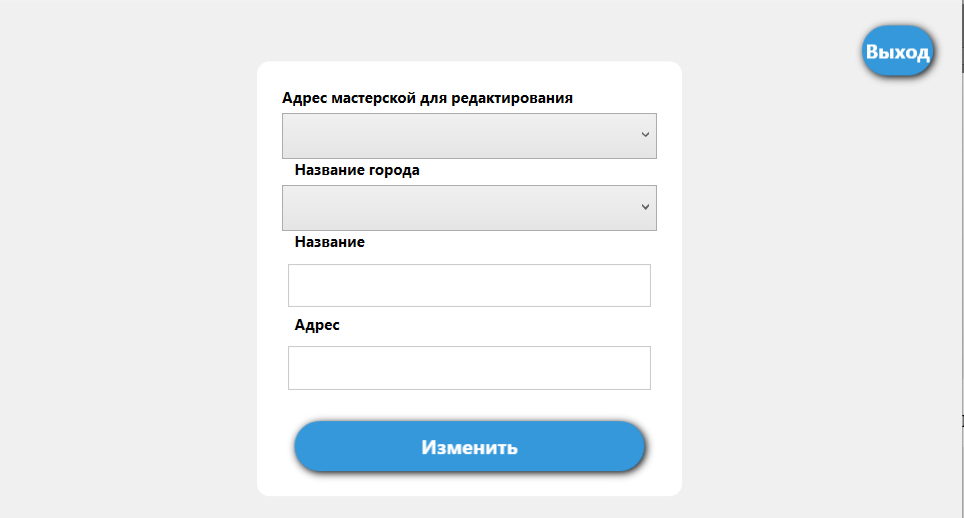 Выход
Адрес мастерской для редактирования
Название города
Название
Адрес
Изменить